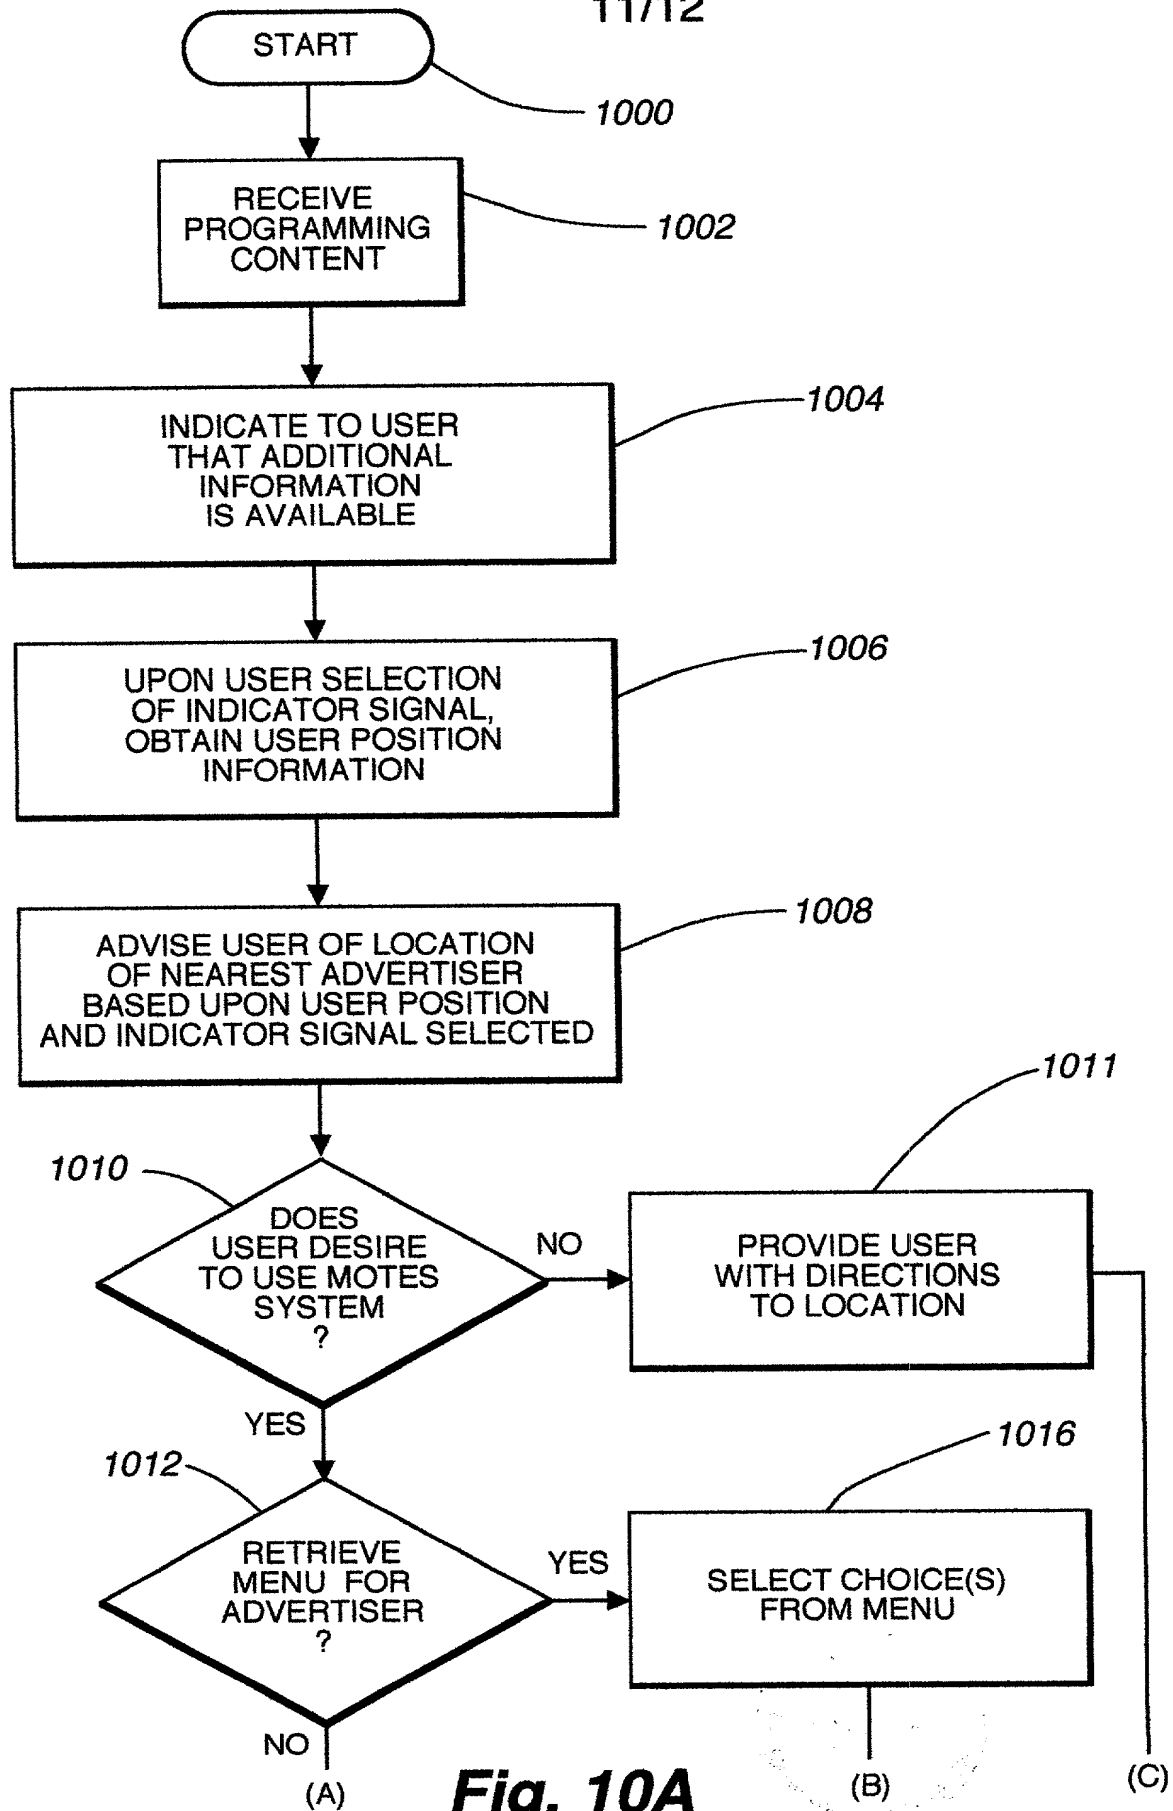 11/12
START
1000
RECEIVE
PROGRAMMING
CONTENT
1002
INDICATE TO USER
THAT ADDITIONAL
INFORMATION
IS AVAILABLE
1004
UPON USER SELECTION
OF INDICATOR SIGNAL,
OBTAIN USER POSITION
INFORMATION
1006
ADVISE USER OF LOCATION
OF NEAREST ADVERTISER
BASED UPON USER POSITION
AND INDICATOR SIGNAL SELECTED
1008
1010
DOES
USER DESIRE
TO USE MOTES
SYSTEM
?
NO
1011
PROVIDE USER
WITH DIRECTIONS
TO LOCATION
YES
1012
RETRIEVE
MENU FOR
ADVERTISER
?
YES
1016
SELECT CHOICE(S)
FROM MENU
NO
(A)
(B)
(C)
Fig. 10A